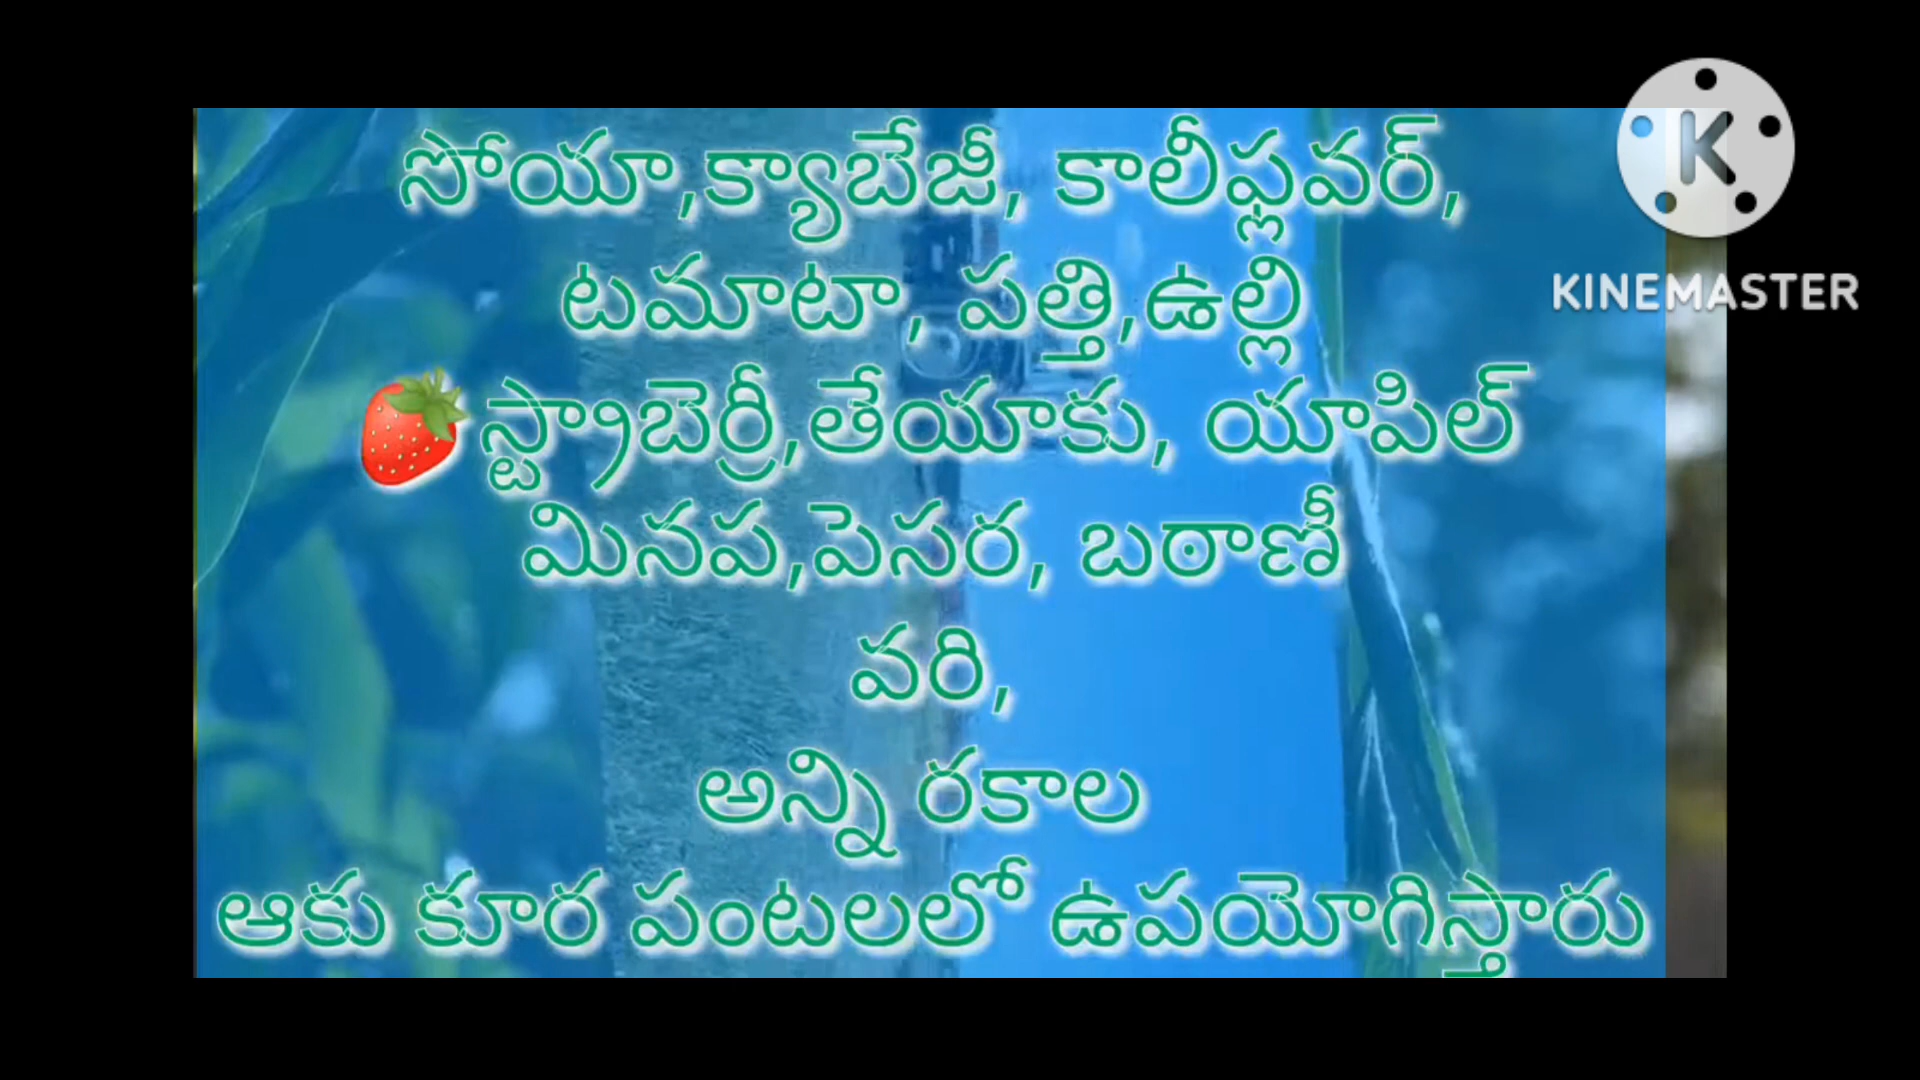 సోయా,క్యాబేజీ, కాలీఫ్లవర్,
టమాటా, పత్తి,ఉల్లి
🍓స్ట్రాబెర్రీ,తేయాకు, యాపిల్
మినప,పెసర, బఠాణీ
వరి,
అన్ని రకాల
ఆకు కూర పంటలలో ఉపయోగిస్తారు
K
KINEMASTER